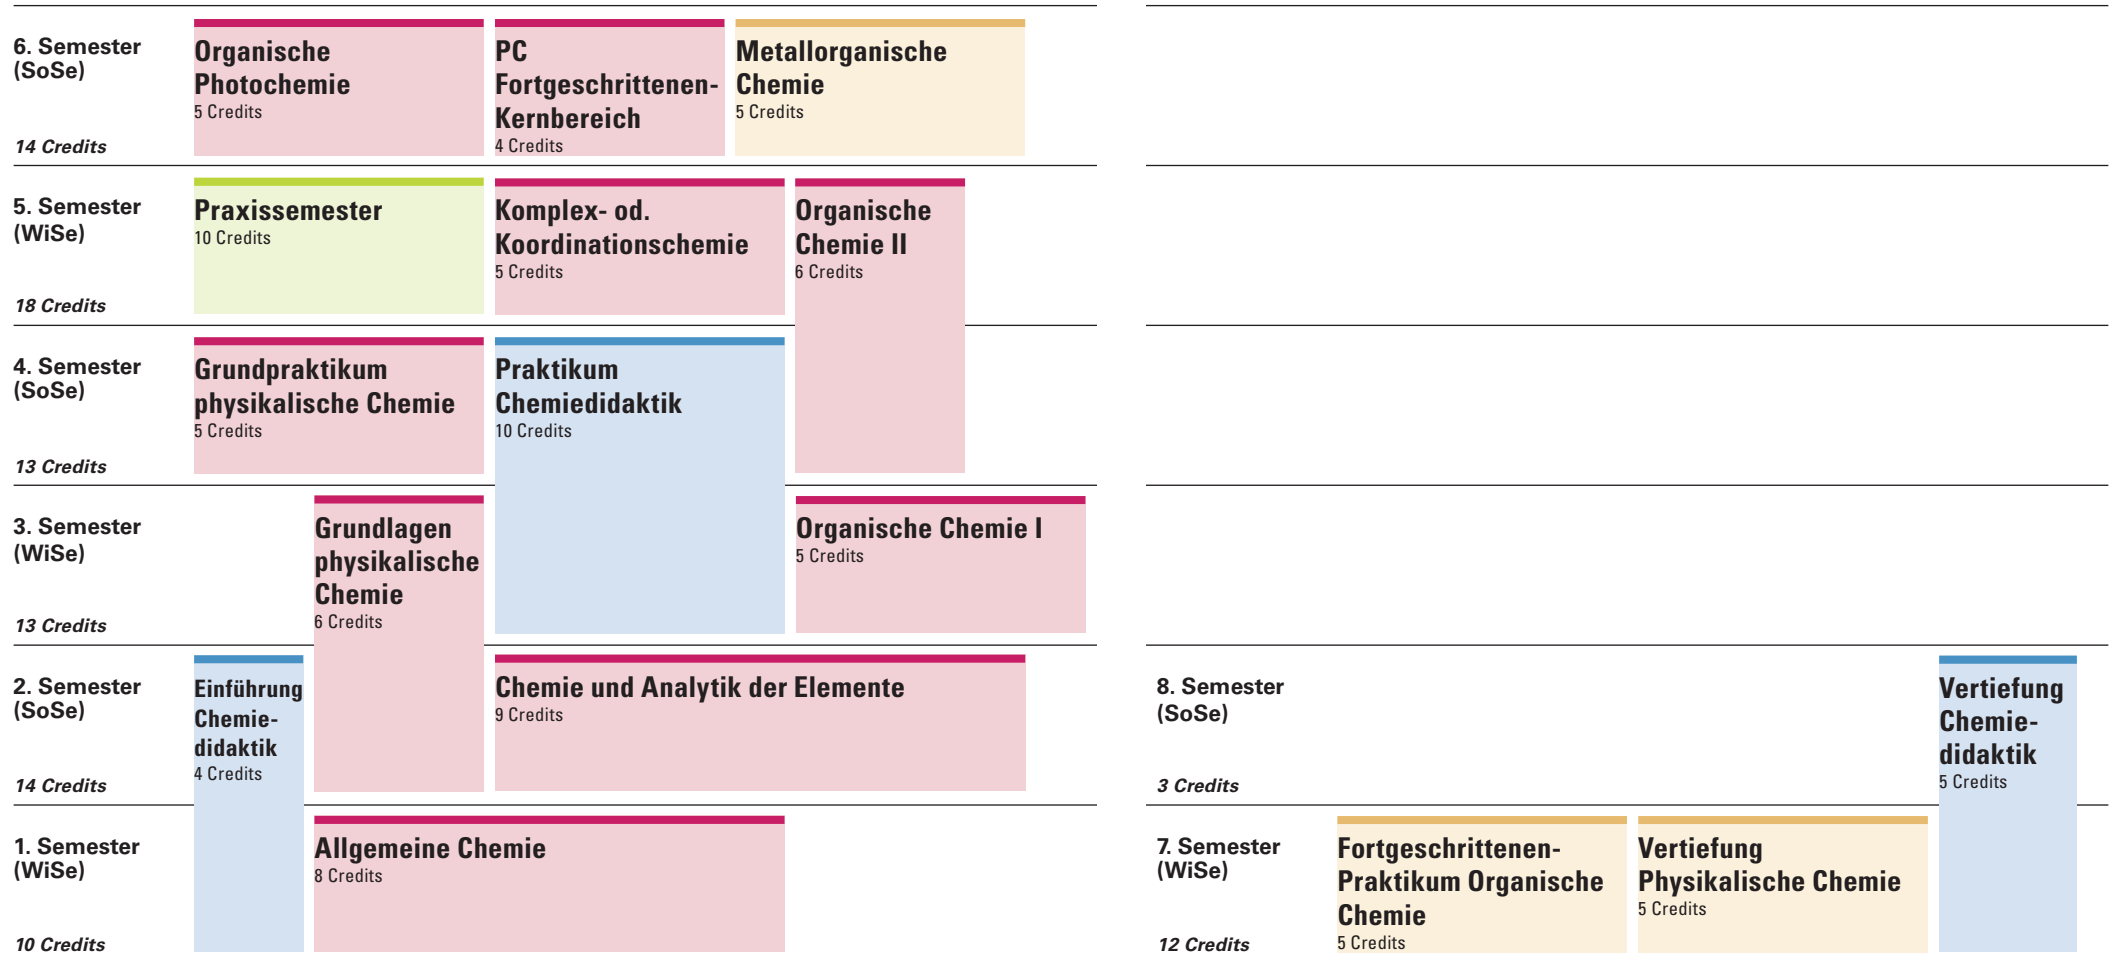 6. Semester
(SoSe)
14 Credits
Organische
Photochemie
5 Credits
PC
Fortgeschrittenen-
Kernbereich
4 Credits
Metallorganische
Chemie
5 Credits
5. Semester
(WiSe)
18 Credits
Praxissemester
10 Credits
Komplex- od.
Koordinationschemie
5 Credits
Organische
Chemie II
6 Credits
4. Semester
(SoSe)
13 Credits
Grundpraktikum
physikalische Chemie
5 Credits
Praktikum
Chemiedidaktik
10 Credits
3. Semester
(WiSe)
13 Credits
Grundlagen
physikalische
Chemie
6 Credits
Organische Chemie I
5 Credits
2. Semester
(SoSe)
14 Credits
Einführung
Chemie-
didaktik
4 Credits
Chemie und Analytik der Elemente
9 Credits
1. Semester
(WiSe)
10 Credits
Allgemeine Chemie
8 Credits
8. Semester
(SoSe)
3 Credits
Vertiefung
Chemie-
didaktik
5 Credits
7. Semester
(WiSe)
12 Credits
Fortgeschrittenen-
Praktikum Organische
Chemie
5 Credits
Vertiefung
Physikalische Chemie
5 Credits